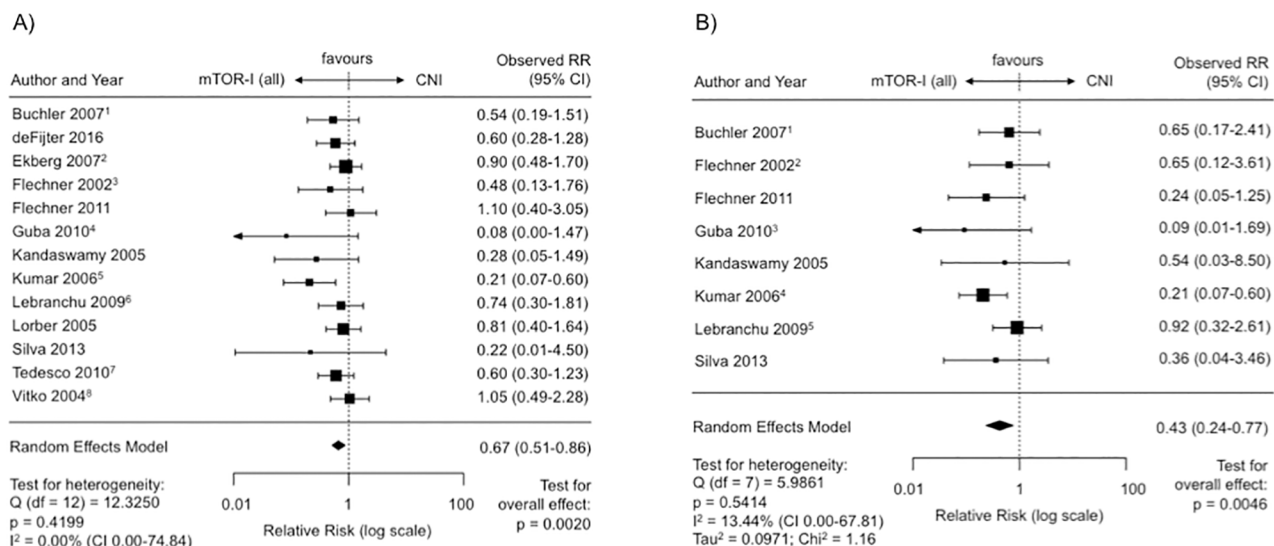 A)
favours
Observed RR
Author and Year mTOR-I (all) CNI (95% CI)
Buchler 2007¹ 0.54 (0.19-1.51)
deFijter 2016 0.60 (0.28-1.28)
Ekberg 2007² 0.90 (0.48-1.70)
Flechner 2002³ 0.48 (0.13-1.76)
Flechner 2011 1.10 (0.40-3.05)
Guba 2010⁴ 0.08 (0.00-1.47)
Kandaswamy 2005 0.28 (0.05-1.49)
Kumar 2006⁵ 0.21 (0.07-0.60)
Lebranchu 2009⁶ 0.74 (0.30-1.81)
Lorber 2005 0.81 (0.40-1.64)
Silva 2013 0.22 (0.01-4.50)
Tedesco 2010⁷ 0.60 (0.30-1.23)
Vitko 2004⁸ 1.05 (0.49-2.28)
Random Effects Model 0.67 (0.51-0.86)
Test for heterogeneity:
Q (df = 12) = 12.3250
p = 0.4199
I² = 0.00% (CI 0.00-74.84)
0.01 1 100
Relative Risk (log scale)
Test for
overall effect:
p = 0.0020
B)
favours
Observed RR
Author and Year mTOR-I (all) CNI (95% CI)
Buchler 2007¹ 0.65 (0.17-2.41)
Flechner 2002² 0.65 (0.12-3.61)
Flechner 2011 0.24 (0.05-1.25)
Guba 2010³ 0.09 (0.01-1.69)
Kandaswamy 2005 0.54 (0.03-8.50)
Kumar 2006⁴ 0.21 (0.07-0.60)
Lebranchu 2009⁵ 0.92 (0.32-2.61)
Silva 2013 0.36 (0.04-3.46)
Random Effects Model 0.43 (0.24-0.77)
Test for heterogeneity:
Q (df = 7) = 5.9861
p = 0.5414
I² = 13.44% (CI 0.00-67.81)
Tau² = 0.0971; Chi² = 1.16
0.01 1 100
Relative Risk (log scale)
Test for
overall effect:
p = 0.0046